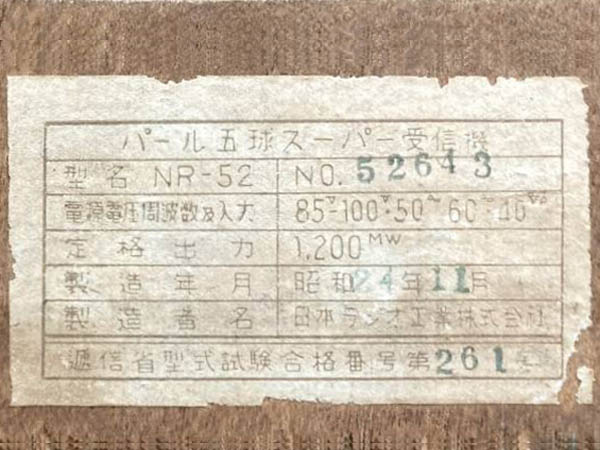 パール五球スーパー受信機
型名 NR-52 NO. 52643
電源電圧周波数及入力 85V-100V・50~60~40VA
定格出力 1.200MW
製造年月 昭和24年11月
製造者名 日本ラジオ工業株式会社
逓信省型式試験合格番号第261号